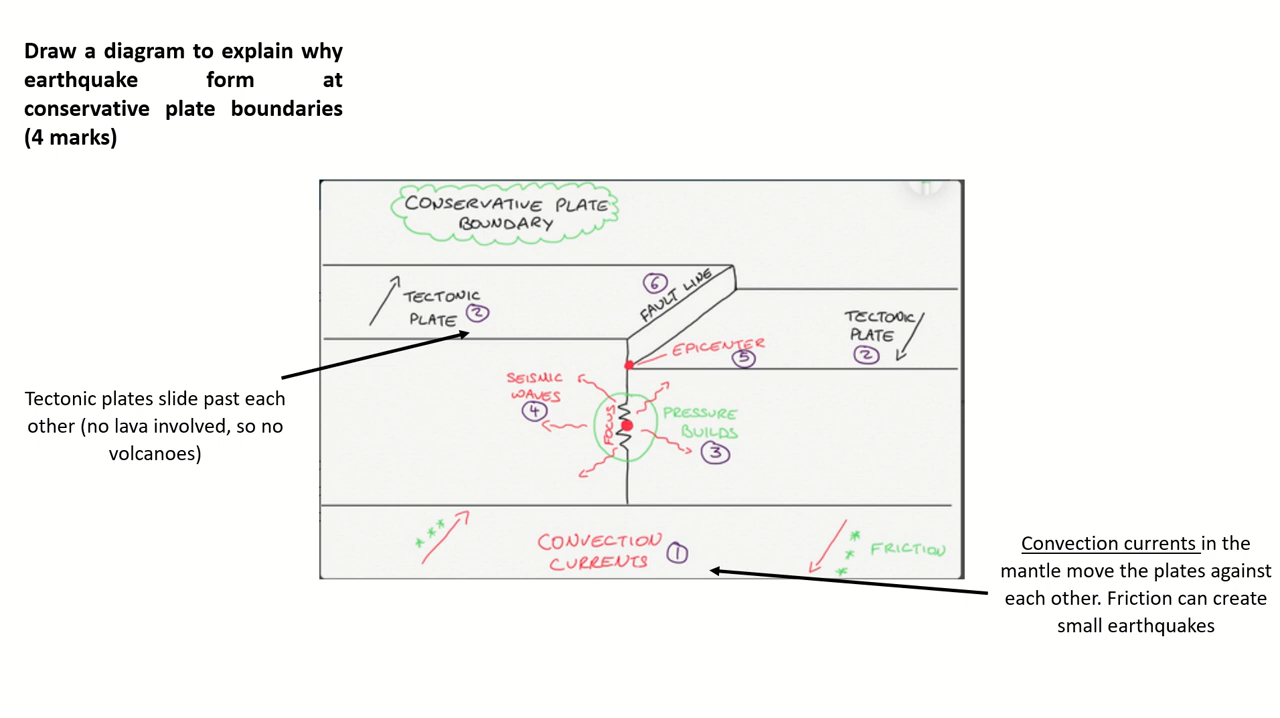 Draw a diagram to explain why
earthquake form at
conservative plate boundaries
(4 marks)
CONSERVATIVE PLATE
BOUNDARY
TECTONIC
PLATE 2
6
FAULT LINE
TECTONIC
PLATE
2
EPICENTER
5
SEISMIC
WAVES
4
FOCUS
PRESSURE
BUILDS
3
Tectonic plates slide past each
other (no lava involved, so no
volcanoes)
CONVECTION
CURRENTS 1
FRICTION
Convection currents in the
mantle move the plates against
each other. Friction can create
small earthquakes